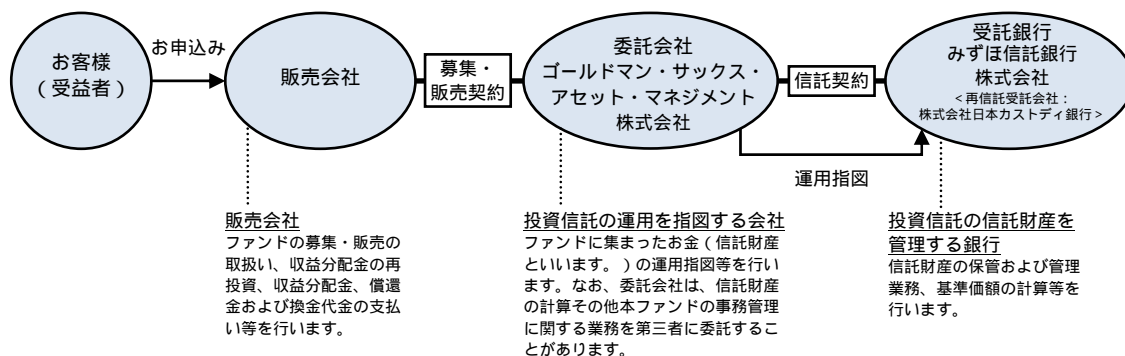 お客様
（受益者）
お申込み
販売会社
募集・
販売契約
委託会社
ゴールドマン・サックス・
アセット・マネジメント
株式会社
信託契約
受託銀行
みずほ信託銀行
株式会社
＜再信託受託会社：
株式会社日本カストディ銀行＞
運用指図
販売会社
ファンドの募集・販売の
取扱い、収益分配金の再
投資、収益分配金、償還
金および換金代金の支払
い等を行います。
投資信託の運用を指図する会社
ファンドに集まったお金（信託財産
といいます。）の運用指図等を行い
ます。なお、委託会社は、信託財産
の計算その他本ファンドの事務管理
に関する業務を第三者に委託するこ
とがあります。
投資信託の信託財産を
管理する銀行
信託財産の保管および管理
業務、基準価額の計算等を
行います。